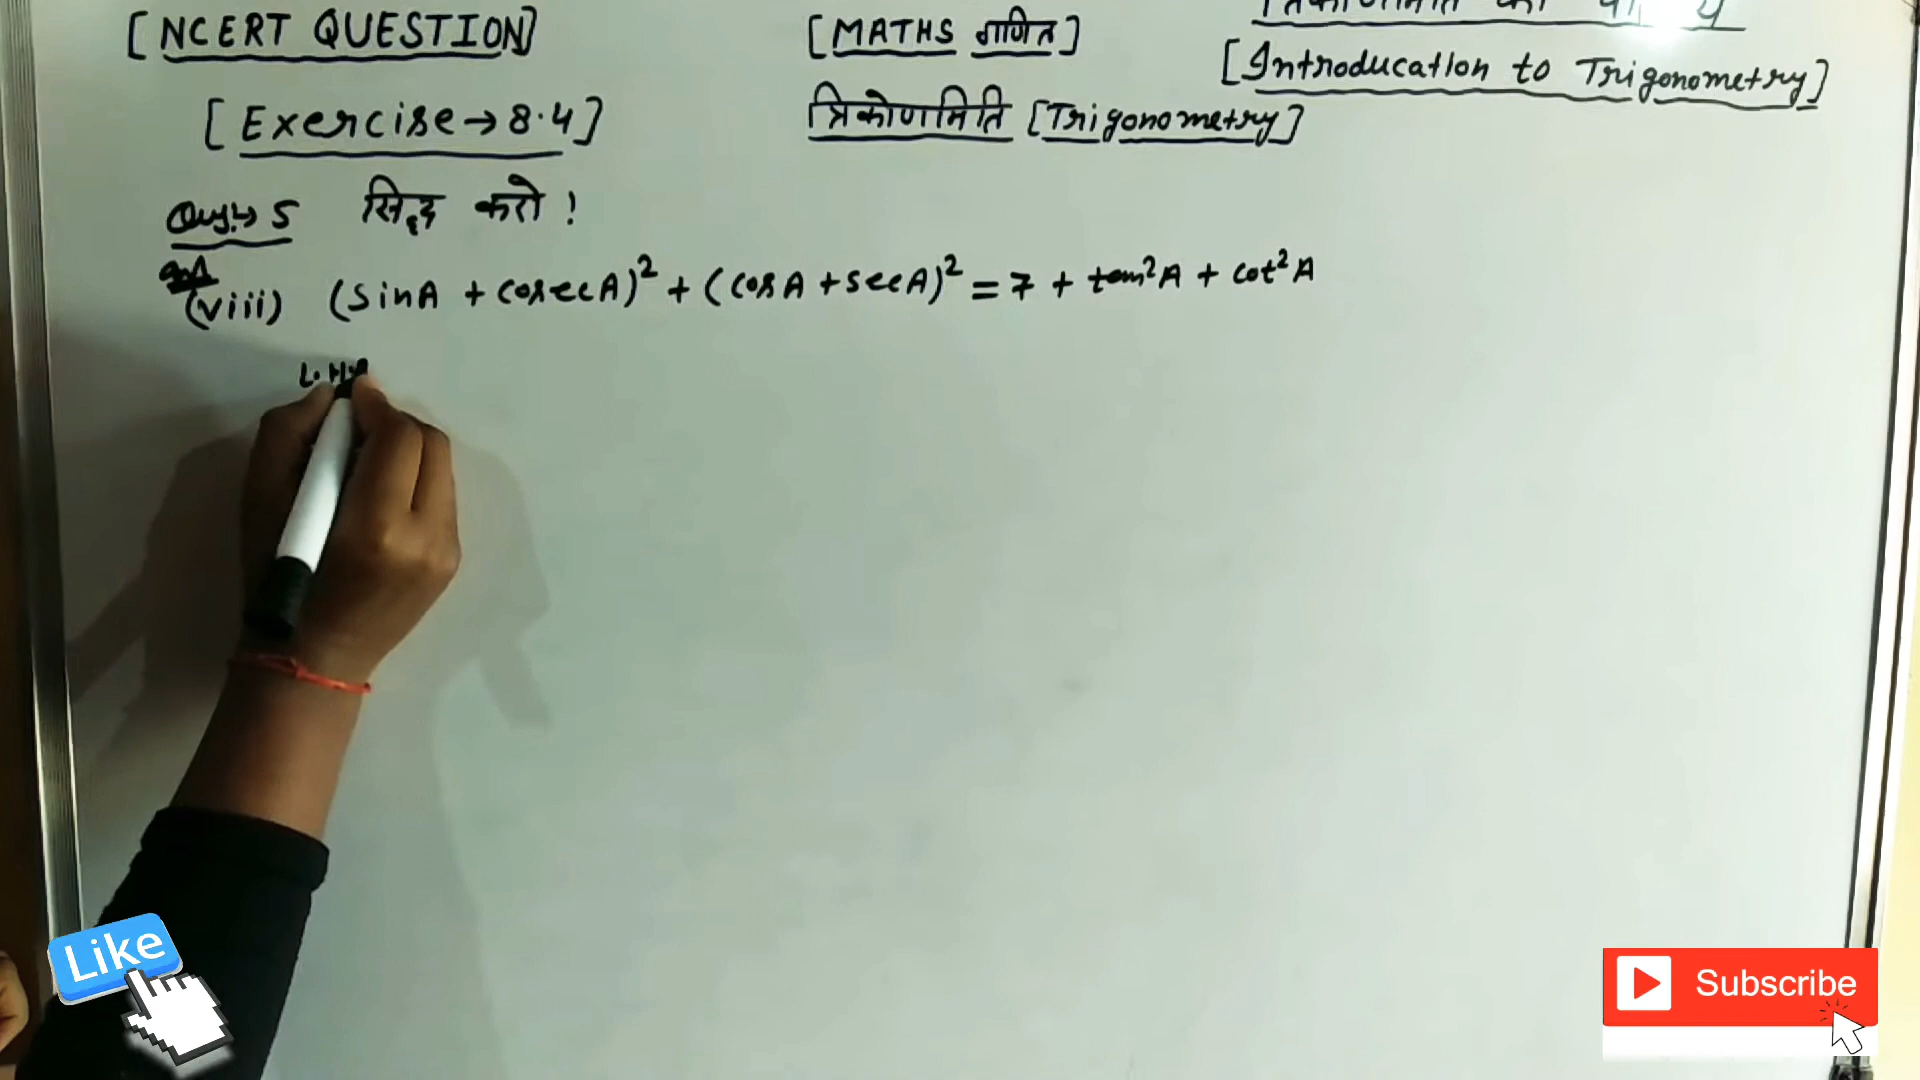 [NCERT QUESTION]
[Exercise→8.4]
[MATHS गणित]
त्रिकोणमिति [Trigonometry]
[Introducation to Trigonometry]
Ques→ 5 सिद्ध करो !
(viii) (sinA + cosecA)² + (cosA + secA)² = 7 + tan²A + cot²A
L.H.
Like
Subscribe